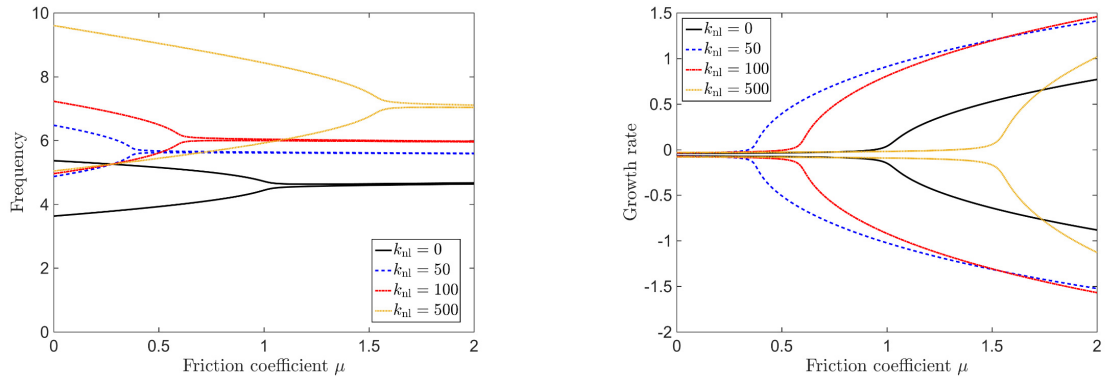 10
8
6
4
2
0
0
0.5
1
1.5
2
Frequency
Friction coefficient μ
k_nl = 0
k_nl = 50
k_nl = 100
k_nl = 500
1.5
1
0.5
0
-0.5
-1
-1.5
-2
0
0.5
1
1.5
2
Growth rate
Friction coefficient μ
k_nl = 0
k_nl = 50
k_nl = 100
k_nl = 500